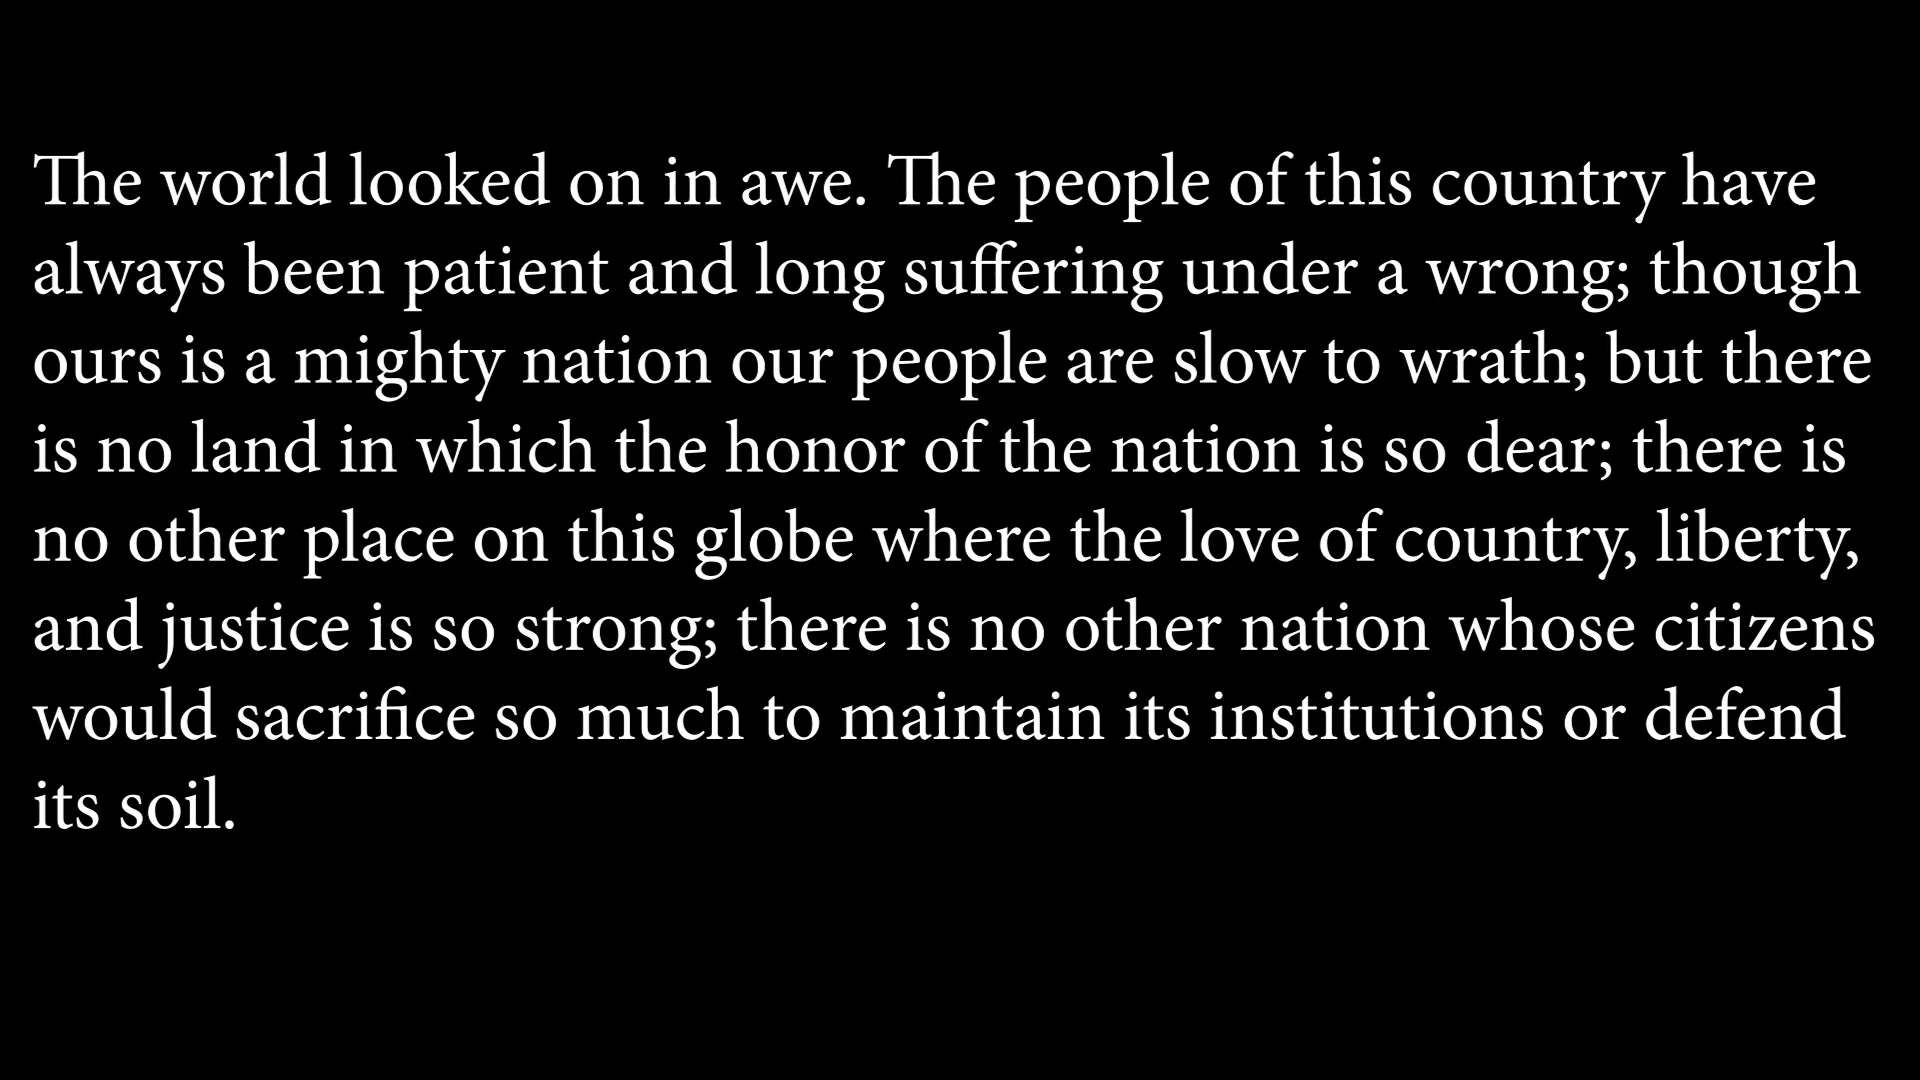 The world looked on in awe. The people of this country have
always been patient and long suffering under a wrong; though
ours is a mighty nation our people are slow to wrath; but there
is no land in which the honor of the nation is so dear; there is
no other place on this globe where the love of country, liberty,
and justice is so strong; there is no other nation whose citizens
would sacrifice so much to maintain its institutions or defend
its soil.